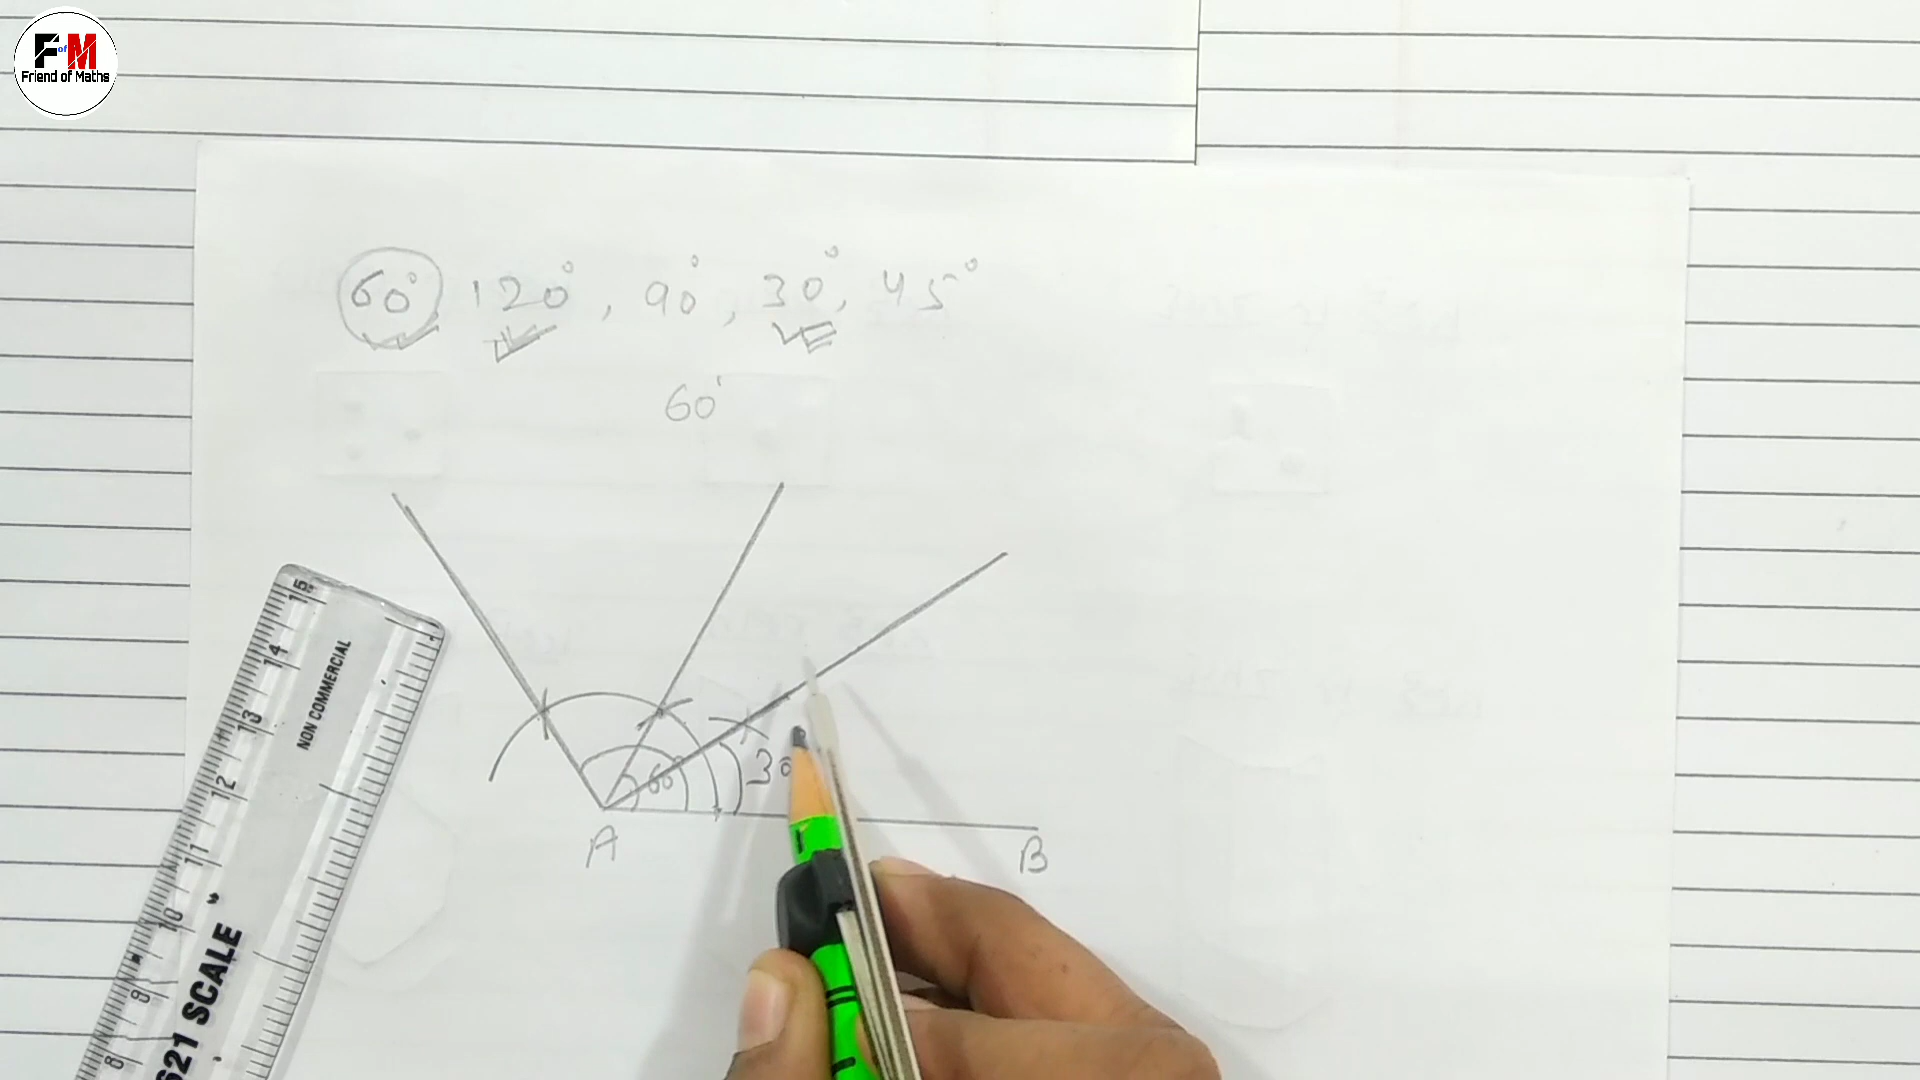 FofM
Friend of Maths
60° 120°, 90°, 30°, 45°
60°
60
30
A
B
15
14
13
12
11
10
9
8
NON COMMERCIAL
621 SCALE